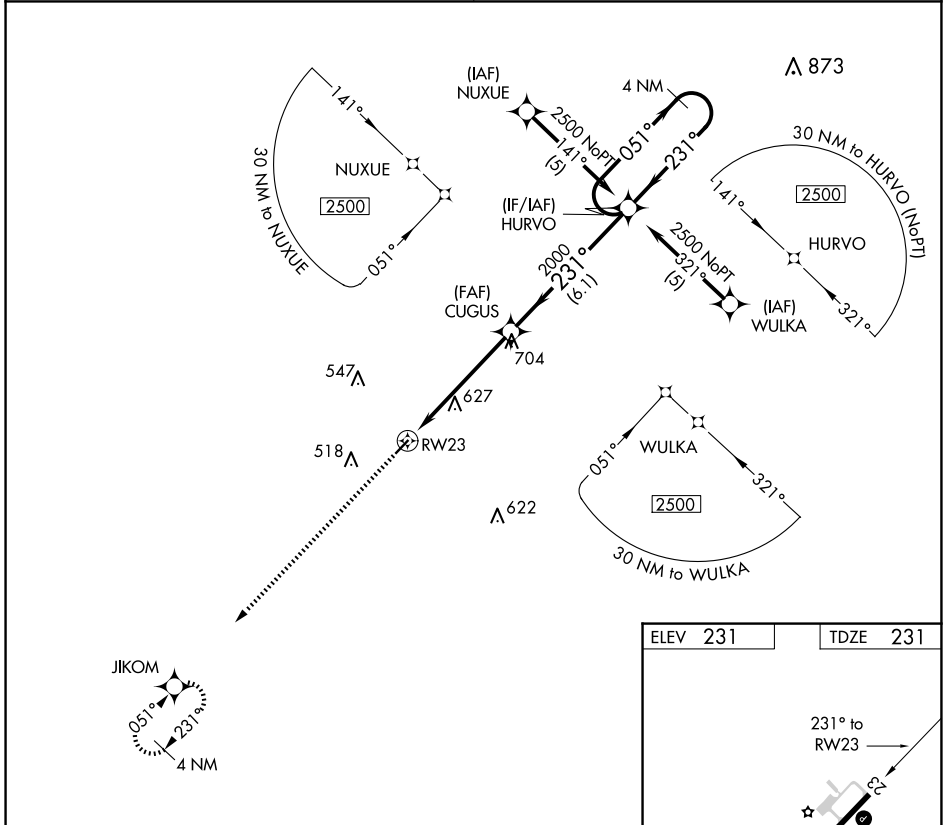 (IAF)
NUXUE
4 NM
873
141°
2500 NoPT
141°
(5)
051°
231°
30 NM to HURVO (NoPT)
NUXUE
2500
30 NM to NUXUE
051°
141°
2500
HURVO
321°
(IF/IAF)
HURVO
2500 NoPT
321°
(5)
2000
231°
(6.1)
(IAF)
WULKA
(FAF)
CUGUS
704
547
627
RW23
518
051°
WULKA
321°
2500
30 NM to WULKA
622
ELEV 231
TDZE 231
JIKOM
051°
231°
4 NM
231° to
RW23
23
P